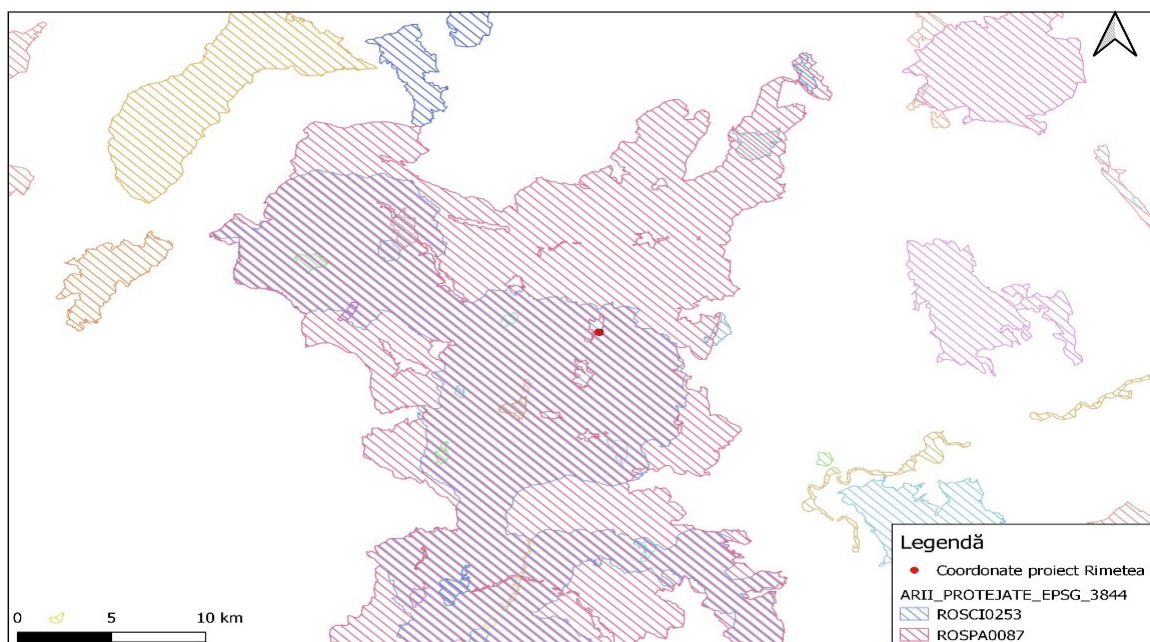 Legendă
Coordonate proiect Rimetea
ARII_PROTEJATE_EPSG_3844
ROSCI0253
ROSPA0087
0 5 10 km